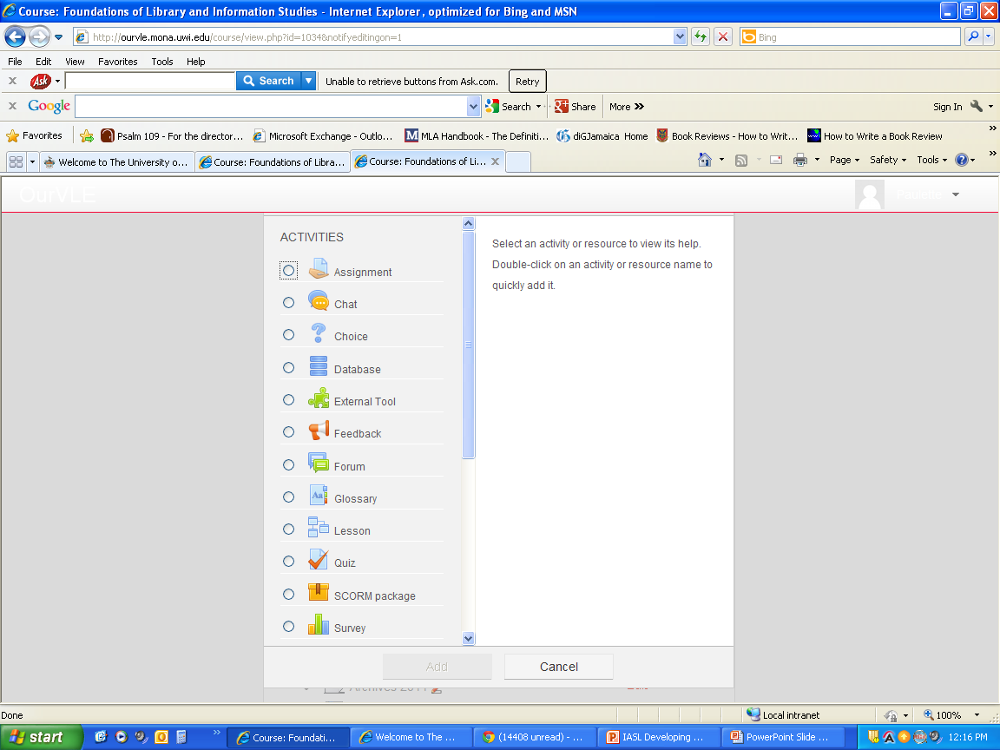 Course: Foundations of Library and Information Studies - Internet Explorer, optimized for Bing and MSN
http://ourvle.mona.uwi.edu/course/view.php?id=1034&notifyeditingon=1
Bing
File Edit View Favorites Tools Help
x Ask Search Unable to retrieve buttons from Ask.com. Retry
x Google Search Share More » Sign In
Favorites Psalm 109 - For the director... Microsoft Exchange - Outlo... MLA Handbook - The Definiti... diGJamaica Home Book Reviews - How to Writ... How to Write a Book Review »
Welcome to The University o... Course: Foundations of Libra... Course: Foundations of Li... x Page Safety Tools »
OurVLE
ACTIVITIES
Assignment
Chat
Choice
Database
External Tool
Feedback
Forum
Glossary
Lesson
Quiz
SCORM package
Survey
Select an activity or resource to view its help.
Double-click on an activity or resource name to
quickly add it.
Add Cancel
Done Local intranet 100%
start » Course: Foundati... Welcome to The ... (14408 unread) - ... IASL Developing ... PowerPoint Slide ... 12:16 PM